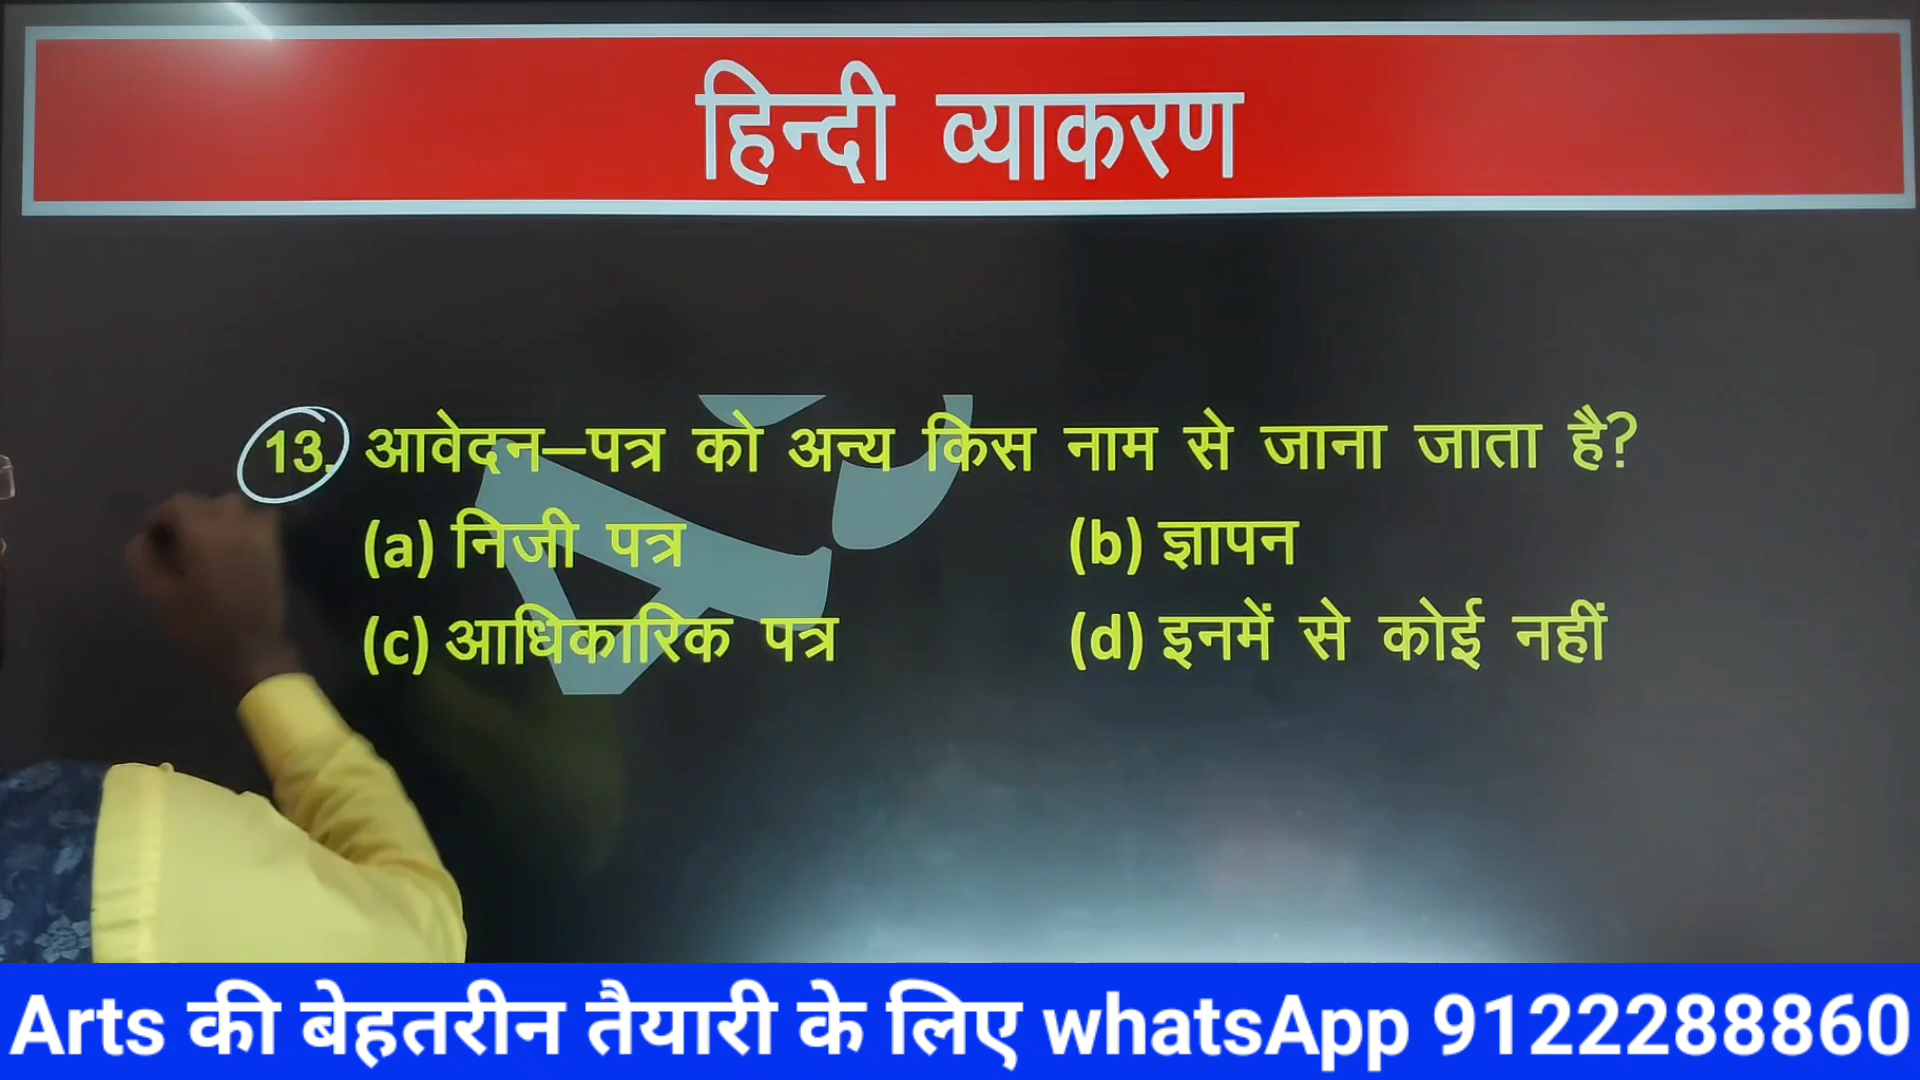 हिन्दी व्याकरण
13. आवेदन–पत्र को अन्य किस नाम से जाना जाता है?
(a) निजी पत्र (b) ज्ञापन
(c) आधिकारिक पत्र (d) इनमें से कोई नहीं
Arts की बेहतरीन तैयारी के लिए whatsApp 9122288860